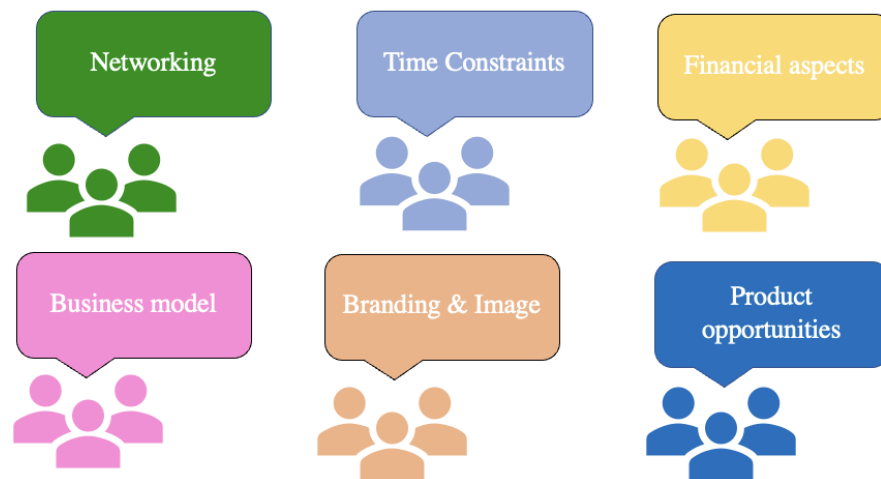 Networking
Time Constraints
Financial aspects
Business model
Branding & Image
Product
opportunities